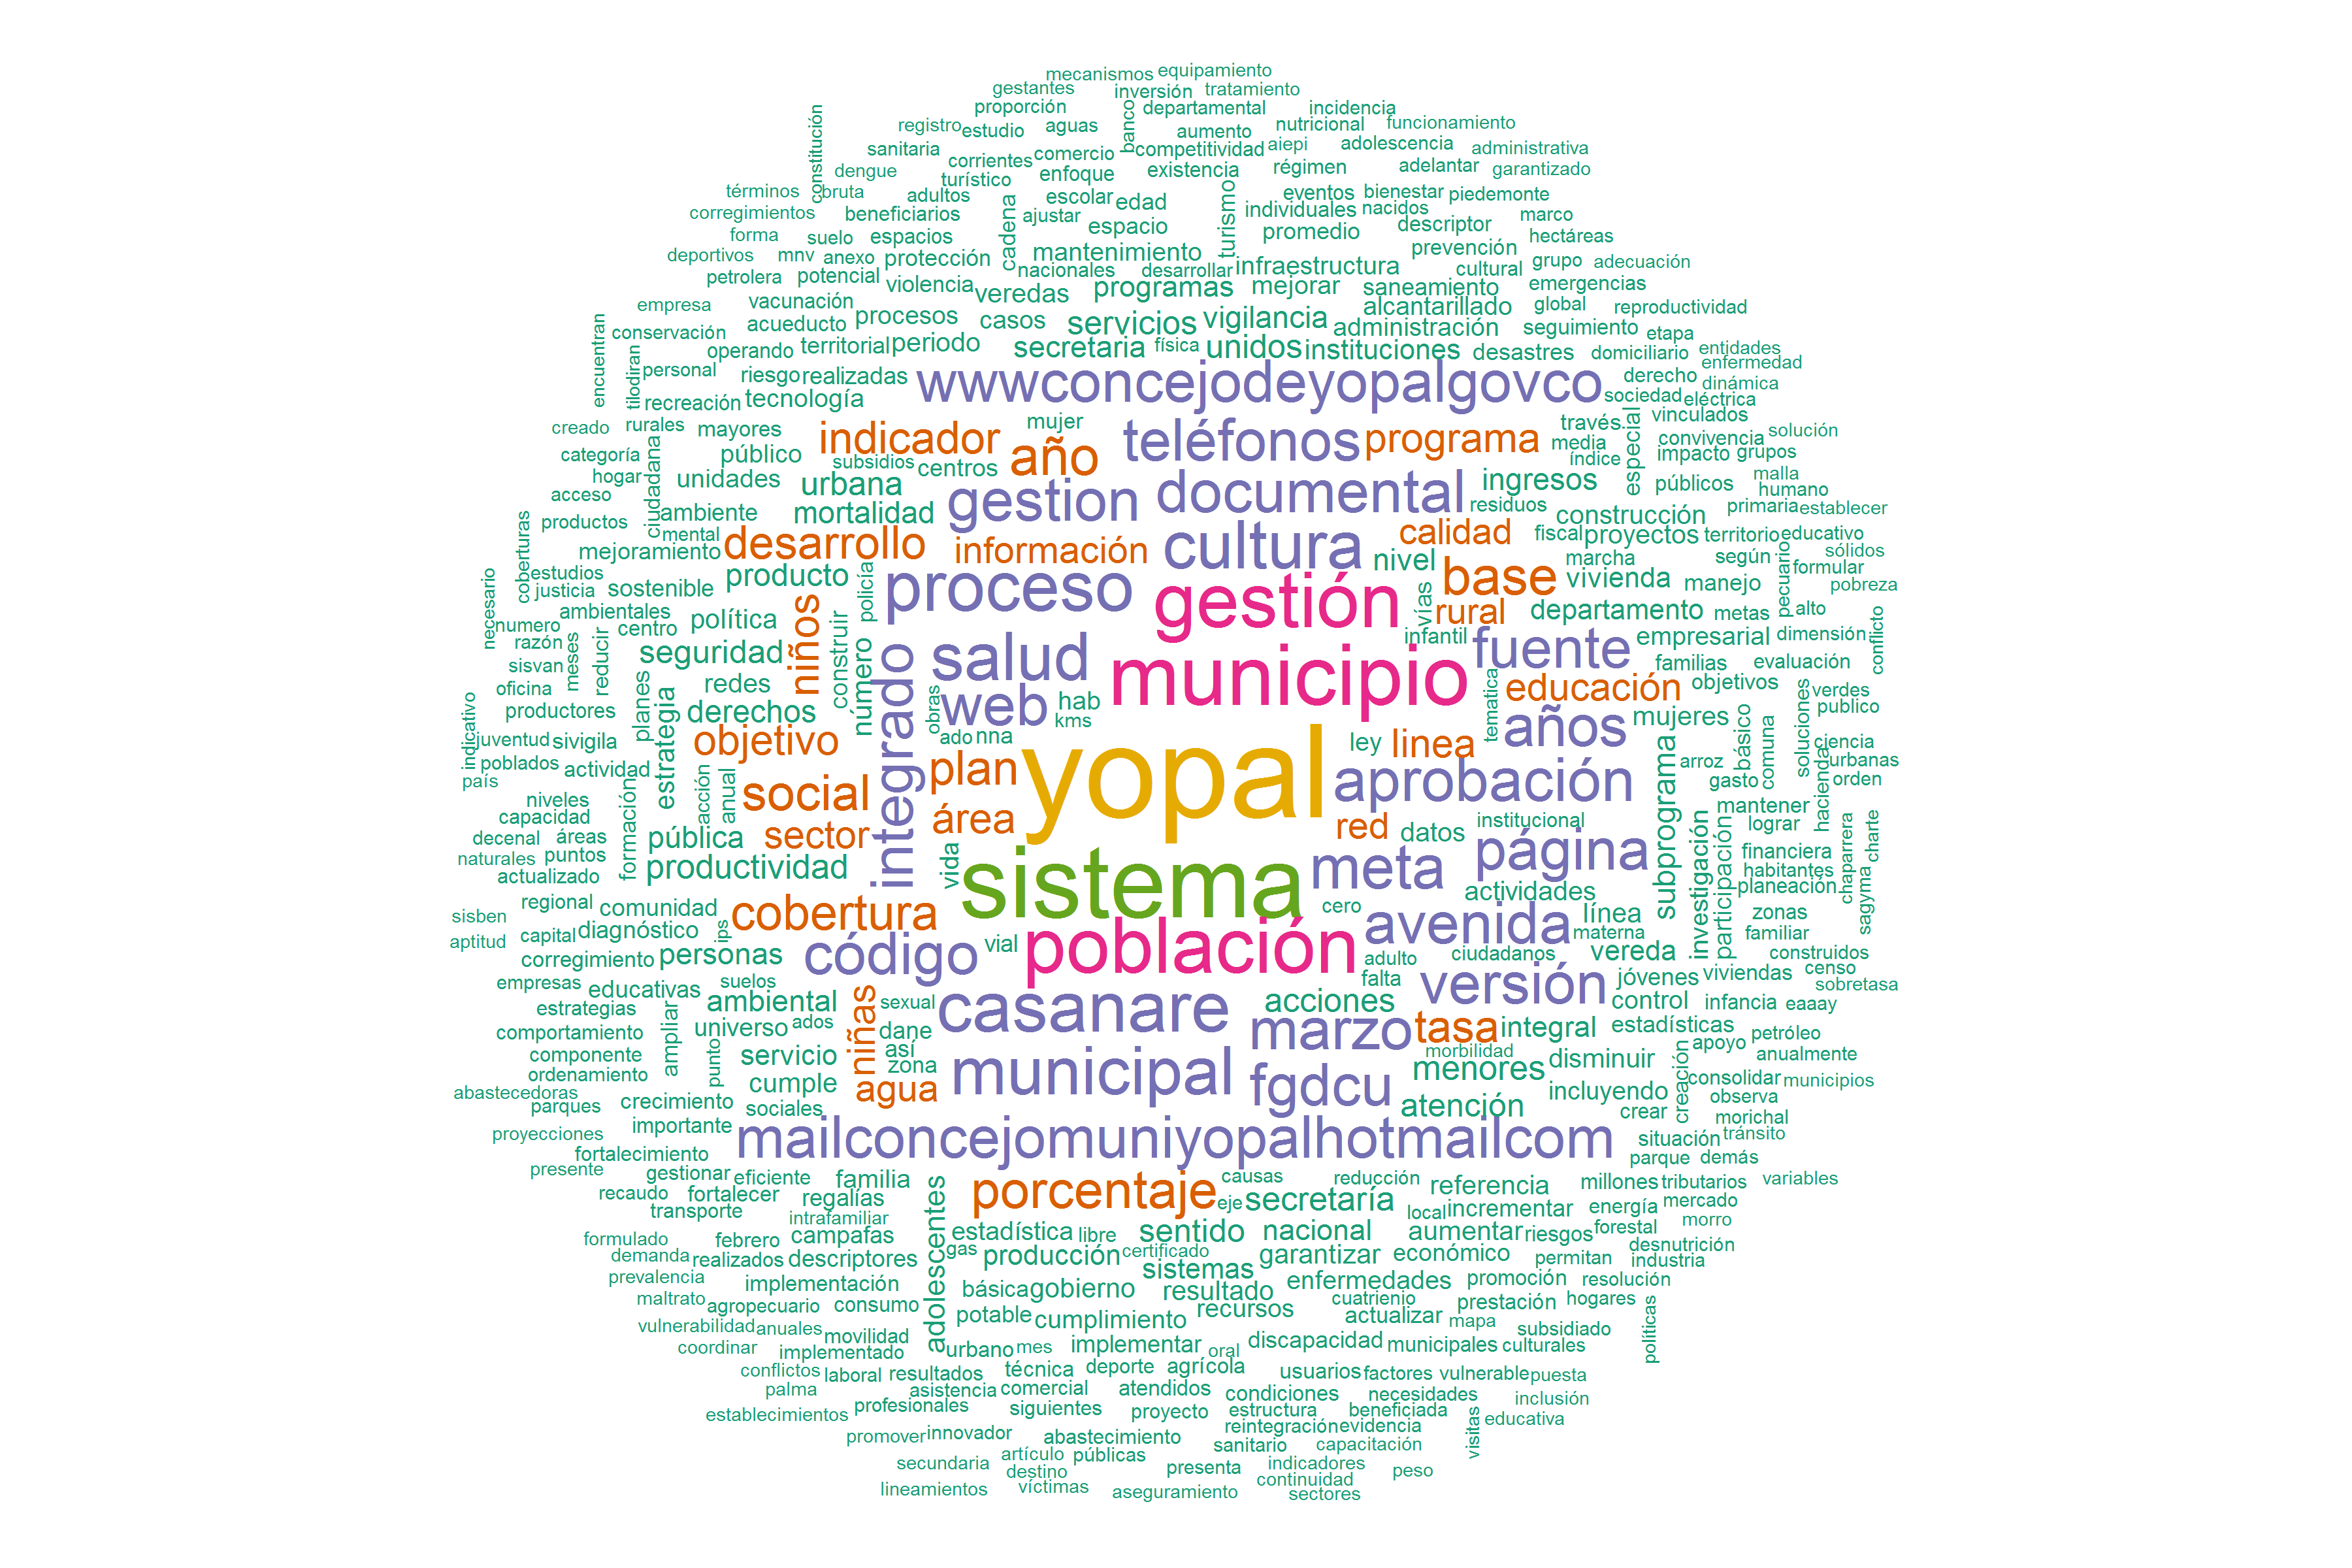 mecanismos equipamiento
gestantes inversión tratamiento
proporción banco departamental incidencia
constitución registro estudio aguas aumento nutricional funcionamiento
sanitaria corrientes comercio competitividad aiepi adolescencia administrativa
dengue turístico enfoque existencia régimen adelantar garantizado
términos bruta adultos escolar edad turismo eventos bienestar piedemonte
corregimientos beneficiarios cadena ajustar individuales nacidos marco
forma suelo espacios espacio promedio descriptor hectáreas
deportivos mnv anexo protección mantenimiento prevención
petrolera potencial nacionales desarrollar infraestructura cultural grupo adecuación
violencia veredas programas mejorar saneamiento emergencias
empresa vacunación alcantarillado global reproductividad
encuentran conservación acueducto procesos casos servicios vigilancia administración seguimiento etapa
operando territorial periodo secretaria física unidos instituciones desastres domiciliario entidades
tilodiran personal riesgo realizadas wwwconcejodeyopalgovco derecho enfermedad
dinámica
recreación tecnología sociedad eléctrica
creado rurales mayores mujer especial través vinculados
categoría ciudadana público indicador año teléfonos programa media convivencia solución
hogar subsidios centros índice impacto grupos
acceso unidades urbana gestion documental ingresos públicos malla
humano
coberturas productos ambiente mortalidad residuos construcción primaria establecer
mental desarrollo información cultura calidad fiscal proyectos territorio educativo
mejoramiento nivel marcha según sólidos
necesario estudios sostenible producto policía proceso base vivienda manejo pecuario formular
justicia pobreza
ambientales política niños construir gestión vías rural departamento metas alto
numero centro infantil empresarial dimensión conflicto
razón meses reducir seguridad número integrado salud fuente familias evaluación
sisvan
oficina planes redes web hab tematica educación objetivos verdes
productores derechos obras kms años mujeres básico publico
indicativo juventud sivigila estrategia objetivo ado nna municipio ley linea comuna soluciones ciencia
poblados actividad plan yopal aprobación subprograma arroz hacienda urbanas
país acción anual gasto orden
niveles formación social mantener
capacidad área red datos institucional lograr
decenal áreas pública sector chaparrera charte
naturales puntos productividad vida sistema meta página investigación participación financiera
actualizado actividades habitantes
planeación sagyma
regional comunidad ips cero línea zonas
sisben cobertura avenida materna familiar
aptitud capital diagnóstico código vial población adulto ciudadanos vereda construidos
corregimiento personas falta censo
empresas suelos versión jóvenes viviendas sobretasa
educativas sexual casanare acciones control infancia eaaay
estrategias ambiental niñas
comportamiento ampliar universo ados dane marzo tasa integral estadísticas petróleo
componente punto servicio así morbilidad disminuir creación apoyo anualmente
ordenamiento cumple zona municipal fgdcu menores consolidar municipios
abastecedoras agua incluyendo observa
parques crecimiento sociales atención crear morichal
proyecciones importante mailconcejomuniyopalhotmailcom situación tránsito
fortalecimiento parque demás
presente gestionar eficiente familia adolescentes porcentaje causas reducción referencia millones tributarios variables
recaudo fortalecer regalías eje secretaría local incrementar energía mercado
transporte intrafamiliar forestal morro
formulado febrero campafas estadística libre sentido nacional aumentar riesgos desnutrición
demanda realizados descriptores gas producción certificado garantizar económico permitan industria
prevalencia implementación sistemas enfermedades promoción resolución
maltrato agropecuario consumo básica gobierno resultado cuatrienio prestación hogares políticas
vulnerabilidad anuales movilidad potable cumplimiento recursos actualizar mapa subsidiado
coordinar implementado urbano mes implementar oral discapacidad municipales culturales
conflictos laboral resultados técnica deporte agrícola usuarios factores vulnerable puesta
palma asistencia comercial atendidos condiciones necesidades inclusión
establecimientos profesionales siguientes proyecto estructura beneficiada visitas educativa
promover innovador abastecimiento reintegración evidencia
secundaria artículo públicas sanitario capacitación
destino presenta indicadores peso
lineamientos víctimas aseguramiento continuidad
sectores